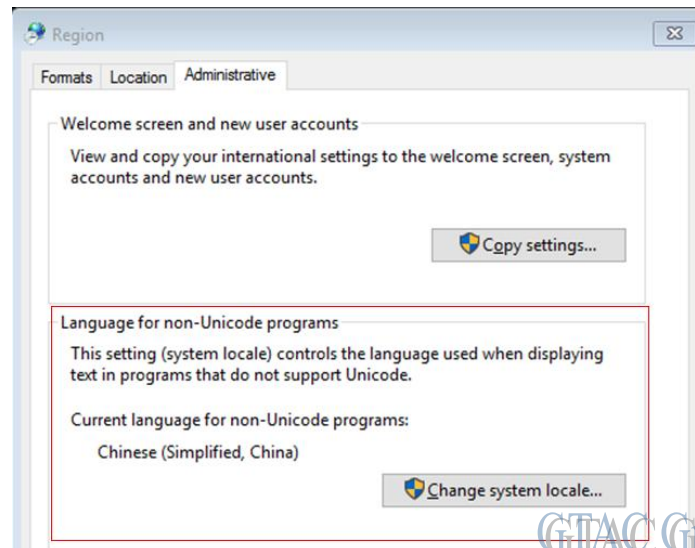 Region
Formats Location Administrative
Welcome screen and new user accounts
View and copy your international settings to the welcome screen, system
accounts and new user accounts.
Copy settings...
Language for non-Unicode programs
This setting (system locale) controls the language used when displaying
text in programs that do not support Unicode.
Current language for non-Unicode programs:
Chinese (Simplified, China)
Change system locale...
GTAC G